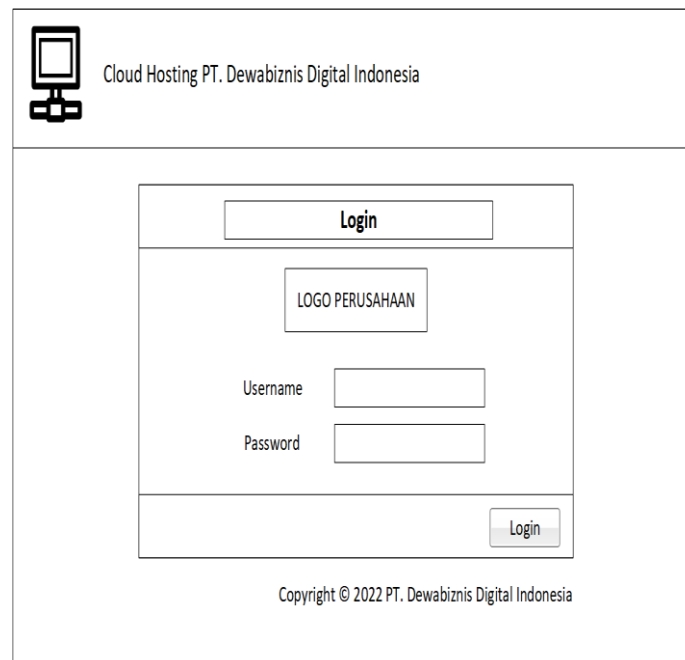 Cloud Hosting PT. Dewabiznis Digital Indonesia
Login
LOGO PERUSAHAAN
Username
Password
Login
Copyright © 2022 PT. Dewabiznis Digital Indonesia